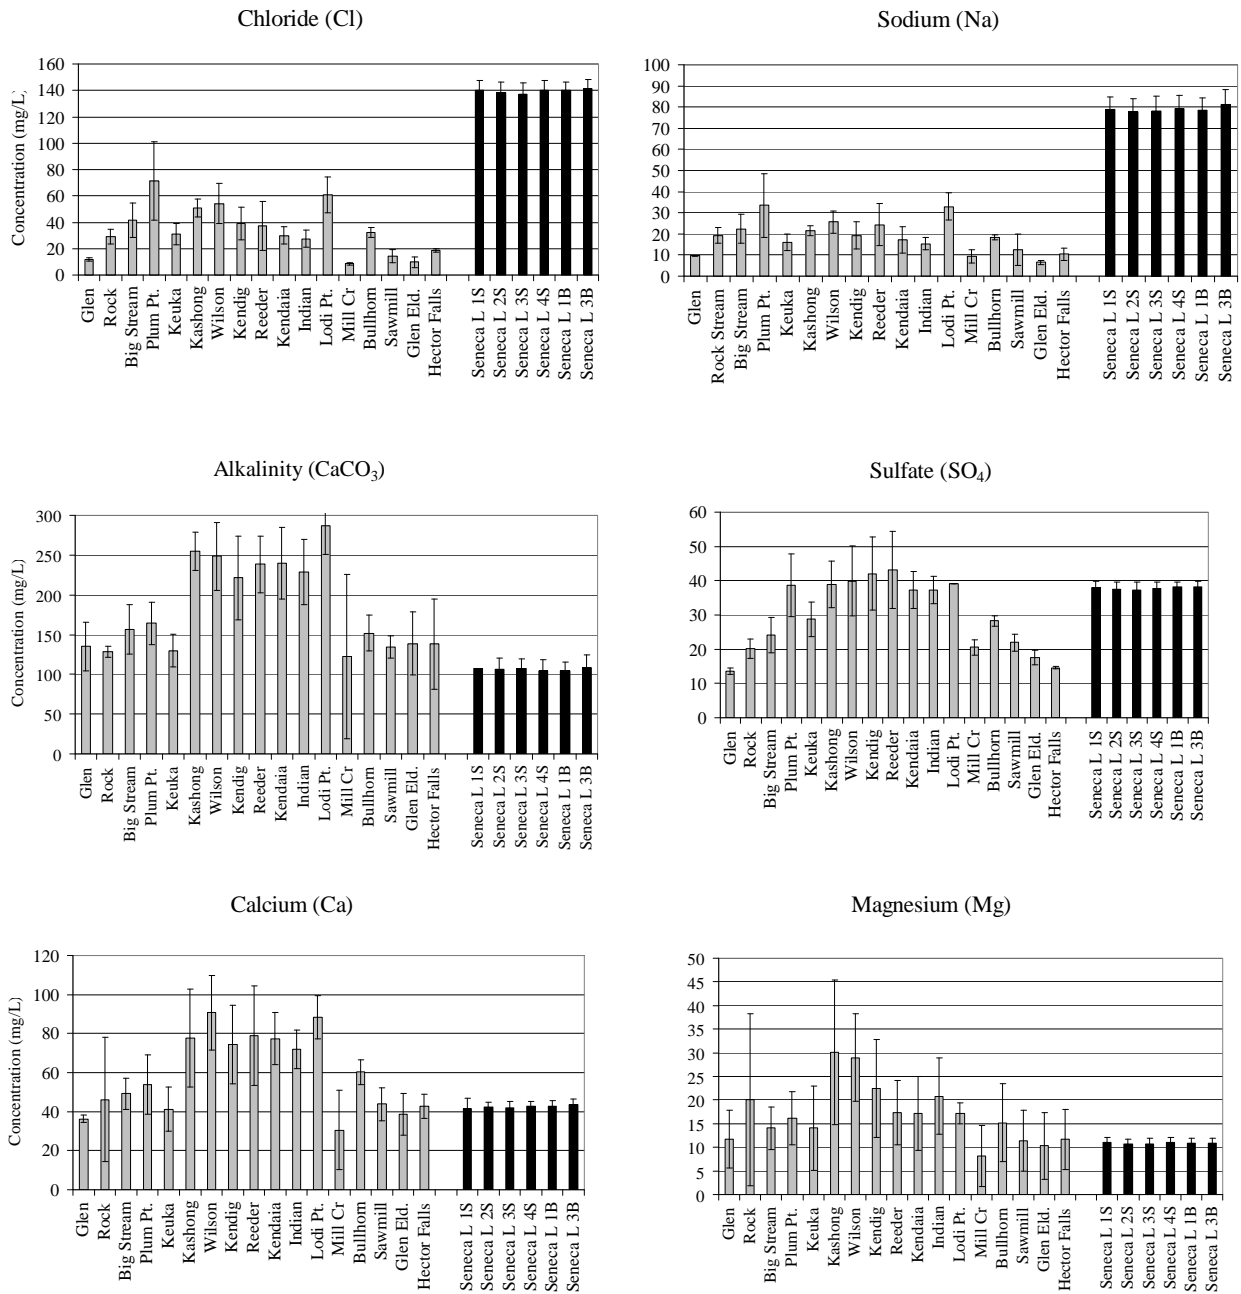 Chloride (Cl)
Concentration (mg/L)
160
140
120
100
80
60
40
20
0
Glen
Rock
Big Stream
Plum Pt.
Keuka
Kashong
Wilson
Kendig
Reeder
Kendaia
Indian
Lodi Pt.
Mill Cr
Bullhorn
Sawmill
Glen Eld.
Hector Falls
Seneca L 1S
Seneca L 2S
Seneca L 3S
Seneca L 4S
Seneca L 1B
Seneca L 3B
Sodium (Na)
100
90
80
70
60
50
40
30
20
10
0
Glen
Rock Stream
Big Stream
Plum Pt.
Keuka
Kashong
Wilson
Kendig
Reeder
Kendaia
Indian
Lodi Pt.
Mill Cr
Bullhorn
Sawmill
Glen Eld.
Hector Falls
Seneca L 1S
Seneca L 2S
Seneca L 3S
Seneca L 4S
Seneca L 1B
Seneca L 3B
Alkalinity (CaCO₃)
Concentration (mg/L)
300
250
200
150
100
50
0
Glen
Rock
Big Stream
Plum Pt.
Keuka
Kashong
Wilson
Kendig
Reeder
Kendaia
Indian
Lodi Pt.
Mill Cr
Bullhorn
Sawmill
Glen Eld.
Hector Falls
Seneca L 1S
Seneca L 2S
Seneca L 3S
Seneca L 4S
Seneca L 1B
Seneca L 3B
Sulfate (SO₄)
60
50
40
30
20
10
0
Glen
Rock
Big Stream
Plum Pt.
Keuka
Kashong
Wilson
Kendig
Reeder
Kendaia
Indian
Lodi Pt.
Mill Cr
Bullhorn
Sawmill
Glen Eld.
Hector Falls
Seneca L 1S
Seneca L 2S
Seneca L 3S
Seneca L 4S
Seneca L 1B
Seneca L 3B
Calcium (Ca)
Concentration (mg/L)
120
100
80
60
40
20
0
Glen
Rock
Big Stream
Plum Pt.
Keuka
Kashong
Wilson
Kendig
Reeder
Kendaia
Indian
Lodi Pt.
Mill Cr
Bullhorn
Sawmill
Glen Eld.
Hector Falls
Seneca L 1S
Seneca L 2S
Seneca L 3S
Seneca L 4S
Seneca L 1B
Seneca L 3B
Magnesium (Mg)
50
45
40
35
30
25
20
15
10
5
0
Glen
Rock
Big Stream
Plum Pt.
Keuka
Kashong
Wilson
Kendig
Reeder
Kendaia
Indian
Lodi Pt.
Mill Cr
Bullhorn
Sawmill
Glen Eld.
Hector Falls
Seneca L 1S
Seneca L 2S
Seneca L 3S
Seneca L 4S
Seneca L 1B
Seneca L 3B